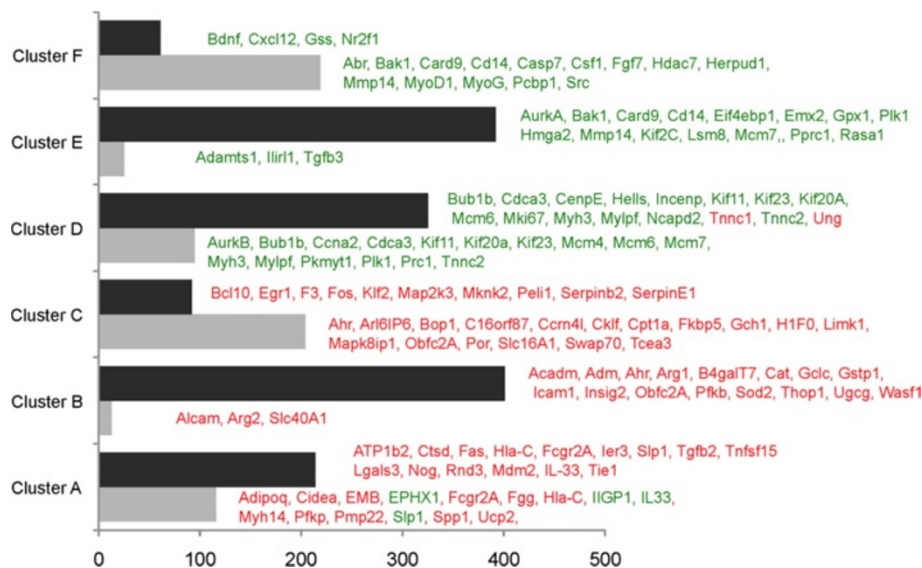 Cluster F
Bdnf, Cxcl12, Gss, Nr2f1
Abr, Bak1, Card9, Cd14, Casp7, Csf1, Fgf7, Hdac7, Herpud1,
Mmp14, MyoD1, MyoG, Pcbp1, Src
Cluster E
AurkA, Bak1, Card9, Cd14, Eif4ebp1, Emx2, Gpx1, Plk1
Hmga2, Mmp14, Kif2C, Lsm8, Mcm7,, Pprc1, Rasa1
Adamts1, Ilirl1, Tgfb3
Cluster D
Bub1b, Cdca3, CenpE, Hells, Incenp, Kif11, Kif23, Kif20A,
Mcm6, Mki67, Myh3, Mylpf, Ncapd2, Tnnc1, Tnnc2, Ung
AurkB, Bub1b, Ccna2, Cdca3, Kif11, Kif20a, Kif23, Mcm4, Mcm6, Mcm7,
Myh3, Mylpf, Pkmyt1, Plk1, Prc1, Tnnc2
Cluster C
Bcl10, Egr1, F3, Fos, Klf2, Map2k3, Mknk2, Peli1, Serpinb2, SerpinE1
Ahr, Arl6IP6, Bop1, C16orf87, Ccrn4l, Cklf, Cpt1a, Fkbp5, Gch1, H1F0, Limk1,
Mapk8ip1, Obfc2A, Por, Slc16A1, Swap70, Tcea3
Cluster B
Acadm, Adm, Ahr, Arg1, B4galT7, Cat, Gclc, Gstp1,
Icam1, Insig2, Obfc2A, Pfkb, Sod2, Thop1, Ugcg, Wasf1
Alcam, Arg2, Slc40A1
Cluster A
ATP1b2, Ctsd, Fas, Hla-C, Fcgr2A, Ier3, Slp1, Tgfb2, Tnfsf15
Lgals3, Nog, Rnd3, Mdm2, IL-33, Tie1
Adipoq, Cidea, EMB, EPHX1, Fcgr2A, Fgg, Hla-C, IIGP1, IL33,
Myh14, Pfkp, Pmp22, Slp1, Spp1, Ucp2,
0 100 200 300 400 500